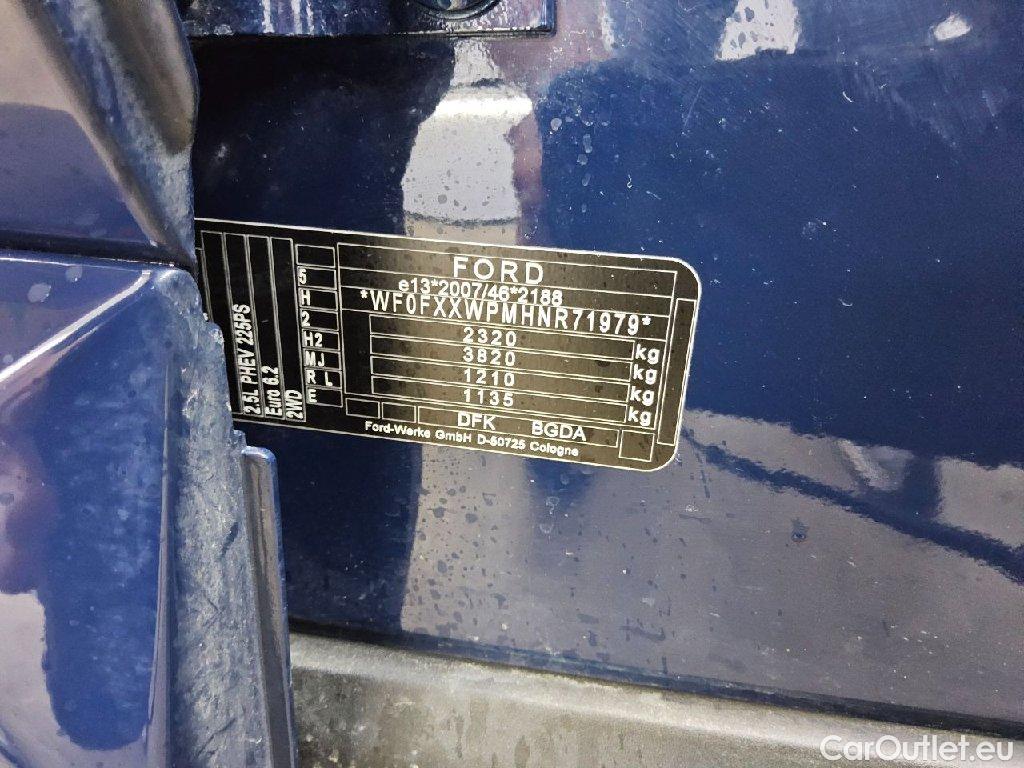 FORD
e13*2007/46*2188
*WF0FXXWPMHNR71979*
2320 kg
3820 kg
1210 kg
1135 kg
DFK BGDA
Ford-Werke GmbH D-50725 Cologne
5
H
2
H2
MJ
R L
E
2.5L PHEV 225PS
Euro 6.2
2WD
CarOutlet.eu